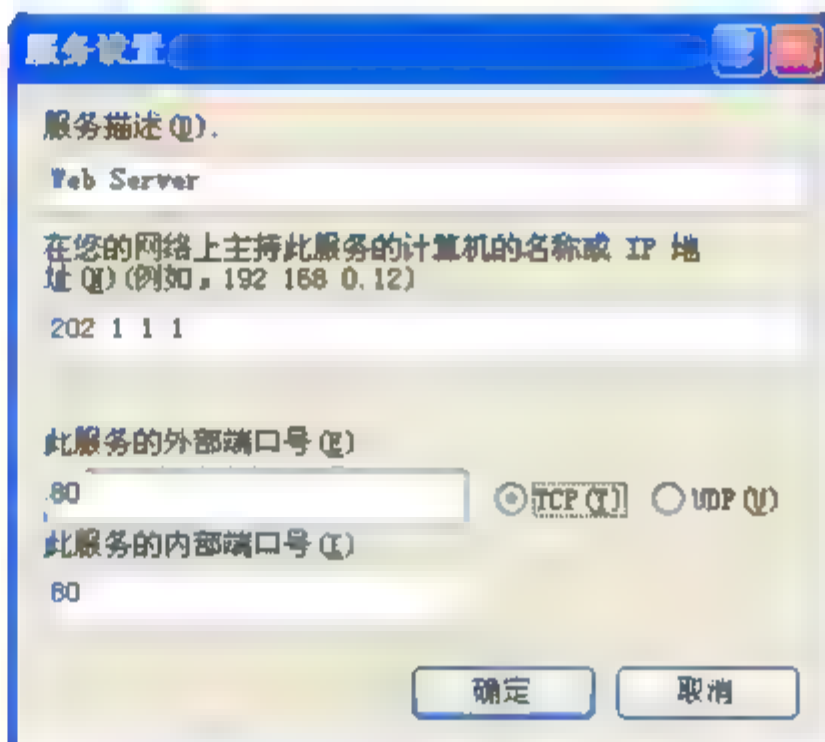 服务设置
服务描述(D).
Web Server
在您的网络上主持此服务的计算机的名称或 IP 地
址(N)(例如，192 168 0.12)
202 1 1 1
此服务的外部端口号(E)
80
TCP(T) UDP(U)
此服务的内部端口号(I)
80
确定 取消